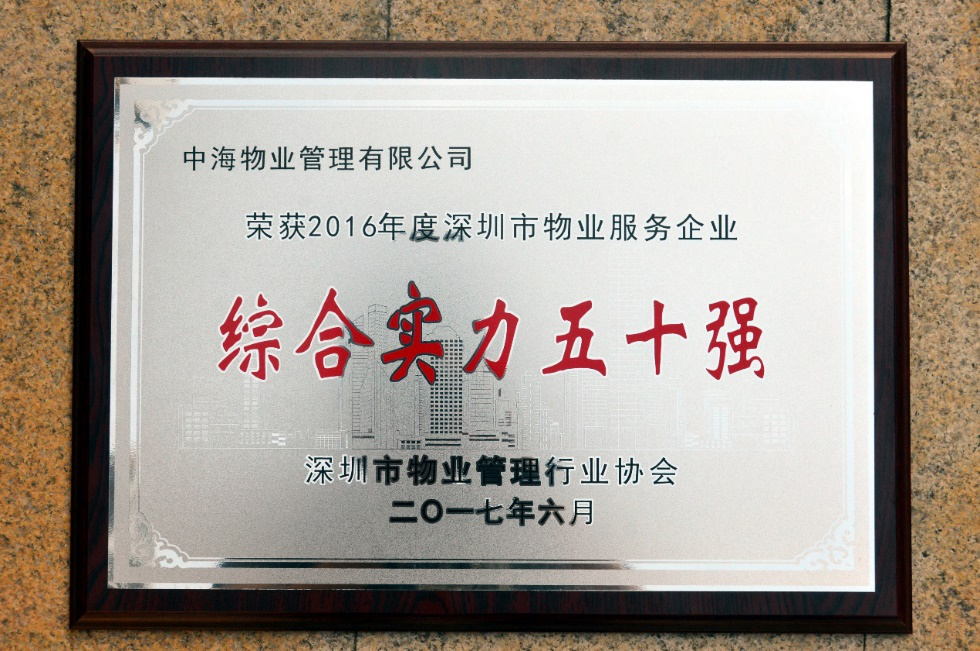 中海物业管理有限公司
荣获2016年度深圳市物业服务企业
综合实力五十强
深圳市物业管理行业协会
二〇一七年六月